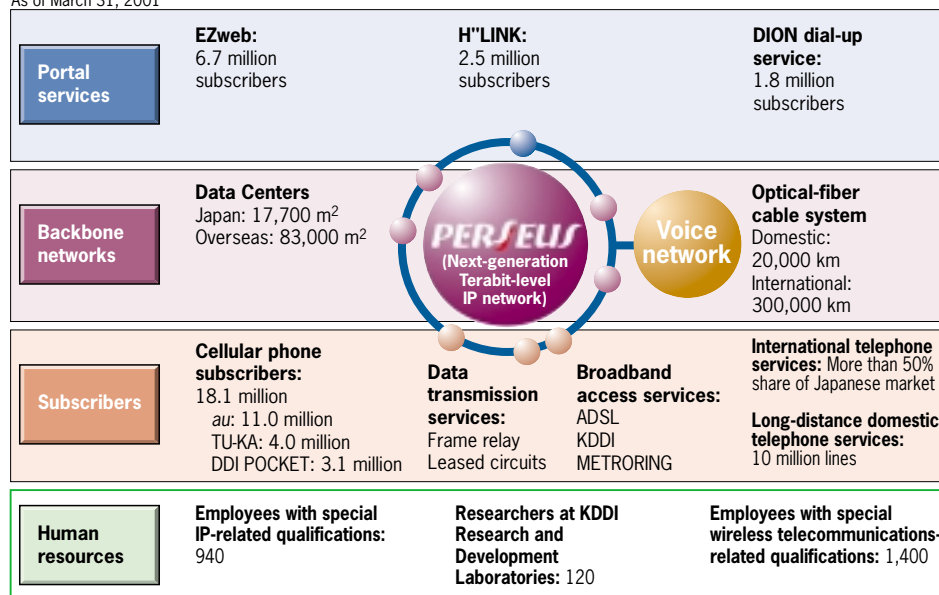 As of March 31, 2001
Portal
services
EZweb:
6.7 million
subscribers
H"LINK:
2.5 million
subscribers
DION dial-up
service:
1.8 million
subscribers
Backbone
networks
Data Centers
Japan: 17,700 m²
Overseas: 83,000 m²
PERSEUS
(Next-generation
Terabit-level
IP network)
Voice
network
Optical-fiber
cable system
Domestic:
20,000 km
International:
300,000 km
Subscribers
Cellular phone
subscribers:
18.1 million
au: 11.0 million
TU-KA: 4.0 million
DDI POCKET: 3.1 million
Data
transmission
services:
Frame relay
Leased circuits
Broadband
access services:
ADSL
KDDI
METRORING
International telephone
services: More than 50%
share of Japanese market
Long-distance domestic
telephone services:
10 million lines
Human
resources
Employees with special
IP-related qualifications:
940
Researchers at KDDI
Research and
Development
Laboratories: 120
Employees with special
wireless telecommunications-
related qualifications: 1,400